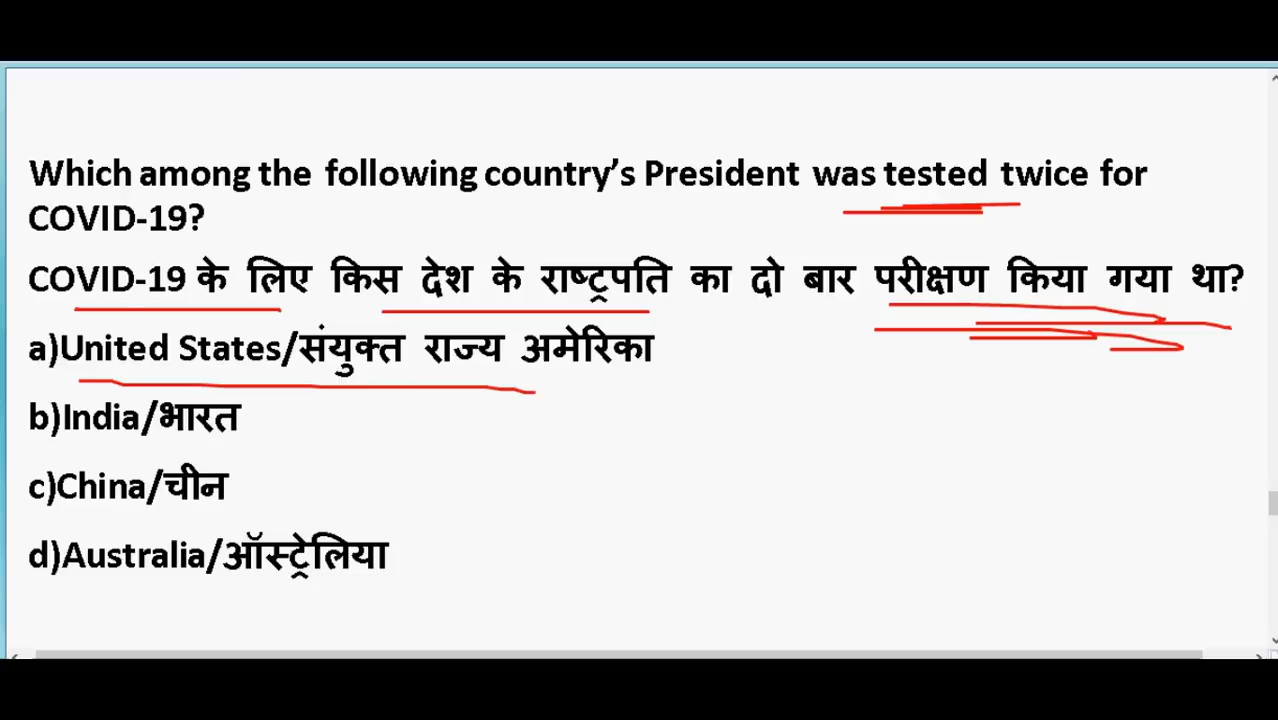 Which among the following country’s President was tested twice for
COVID-19?
COVID-19 के लिए किस देश के राष्ट्रपति का दो बार परीक्षण किया गया था?
a)United States/संयुक्त राज्य अमेरिका
b)India/भारत
c)China/चीन
d)Australia/ऑस्ट्रेलिया